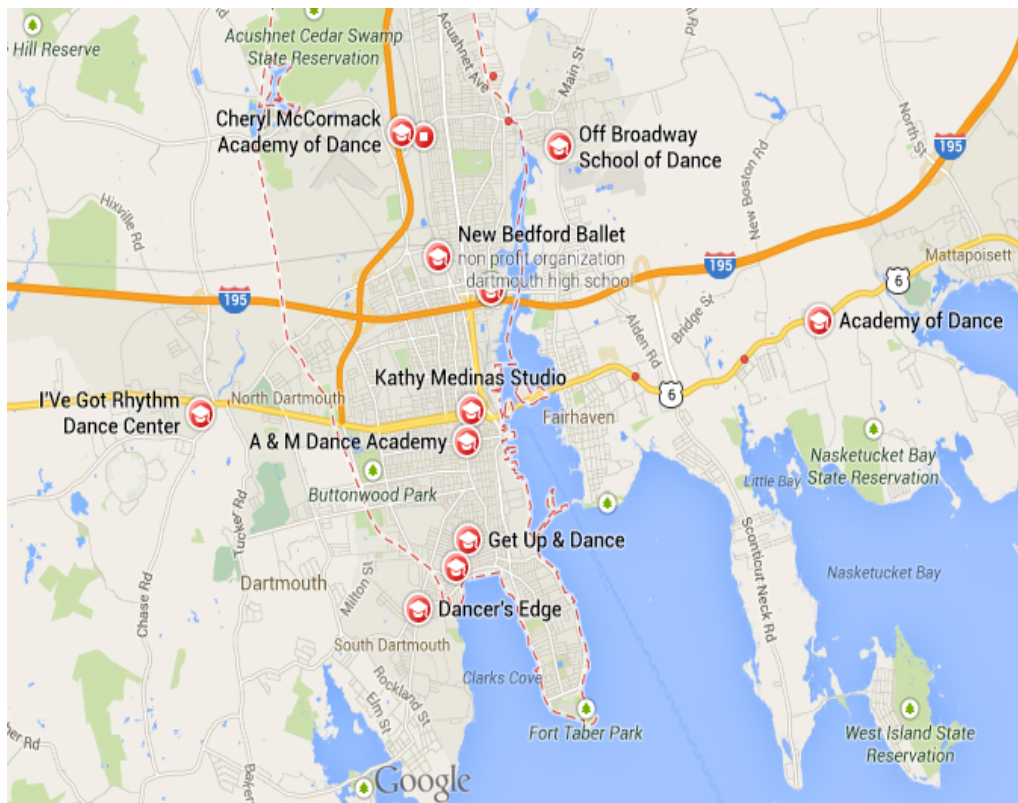 Hill Reserve
Acushnet Cedar Swamp
State Reservation
Acushnet Ave
Main St
Rd
North St
Cheryl McCormack
Academy of Dance
Off Broadway
School of Dance
195
New Boston Rd
Hixville Rd
New Bedford Ballet
non profit organization
dartmouth high school
195
195
Mattapoisett
6
Bridge St
Alden Rd
Academy of Dance
Kathy Medinas Studio
6
I'Ve Got Rhythm
Dance Center
North Dartmouth
Fairhaven
A & M Dance Academy
Nasketucket Bay
State Reservation
Little Bay
Buttonwood Park
Tucker Rd
Get Up & Dance
Sconticut Neck Rd
Nasketucket Bay
Dartmouth
Milton St
Chase Rd
Dancer's Edge
South Dartmouth
Clarks Cove
Rockland St
Elm St
Fort Taber Park
West Island State
Reservation
her Rd
Baker
Google